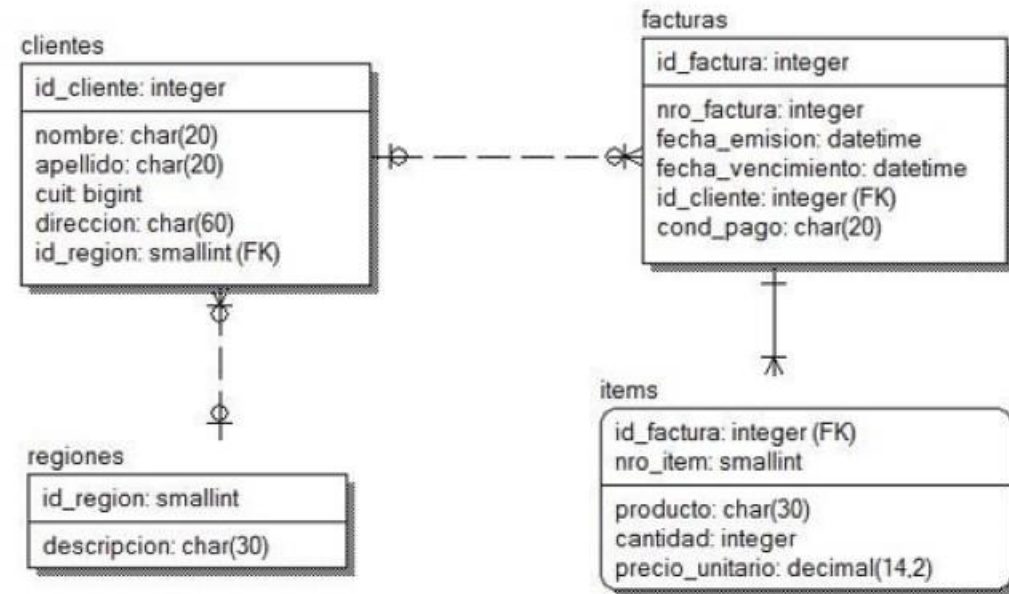 clientes
id_cliente: integer
nombre: char(20)
apellido: char(20)
cuit: bigint
direccion: char(60)
id_region: smallint (FK)
facturas
id_factura: integer
nro_factura: integer
fecha_emision: datetime
fecha_vencimiento: datetime
id_cliente: integer (FK)
cond_pago: char(20)
regiones
id_region: smallint
descripcion: char(30)
items
id_factura: integer (FK)
nro_item: smallint
producto: char(30)
cantidad: integer
precio_unitario: decimal(14,2)